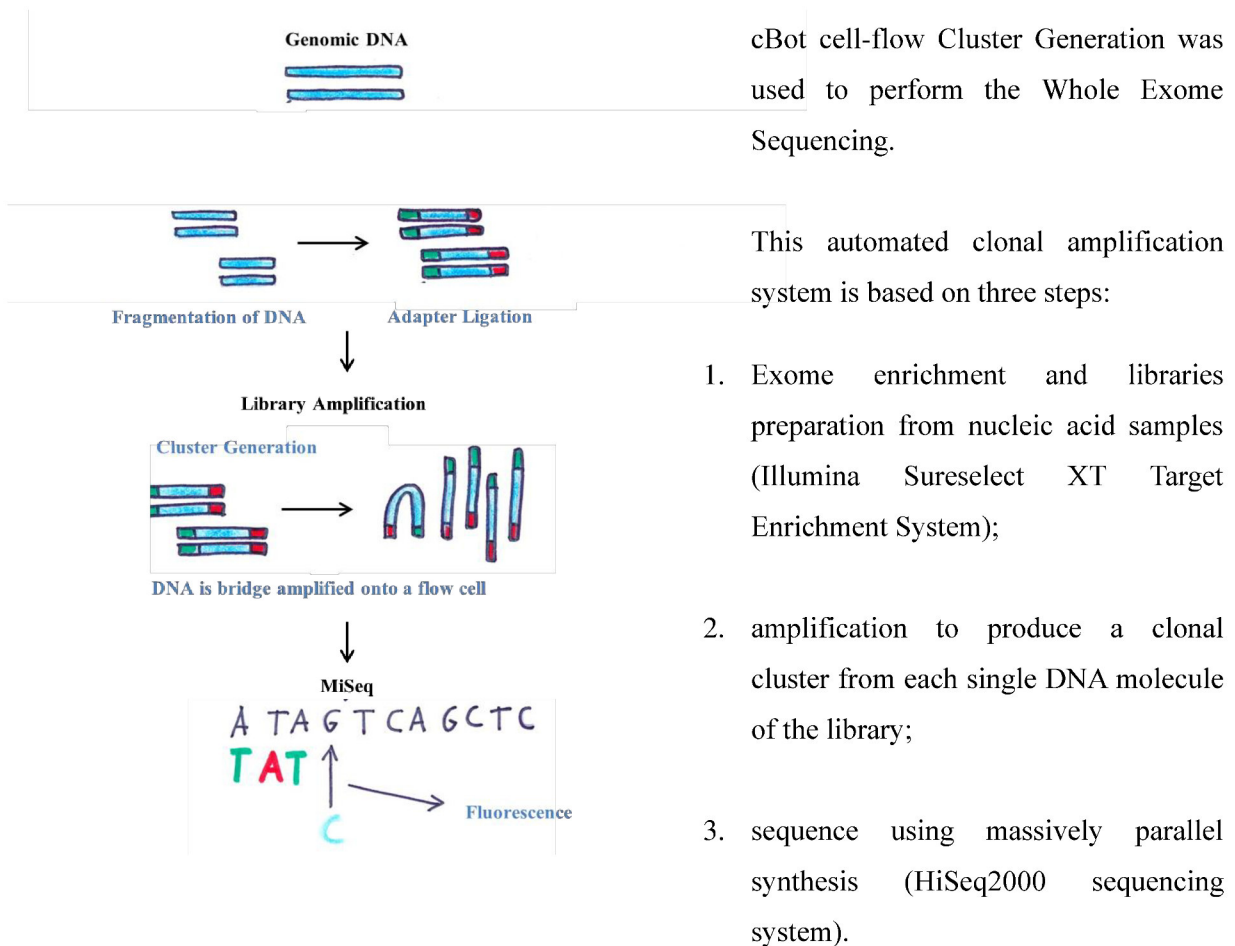 Genomic DNA
Fragmentation of DNA
Adapter Ligation
Library Amplification
Cluster Generation
DNA is bridge amplified onto a flow cell
MiSeq
A TAGTCAGCTC
TAT
C
Fluorescence
cBot cell-flow Cluster Generation was
used to perform the Whole Exome
Sequencing.
This automated clonal amplification
system is based on three steps:
1. Exome enrichment and libraries
preparation from nucleic acid samples
(Illumina Sureselect XT Target
Enrichment System);
2. amplification to produce a clonal
cluster from each single DNA molecule
of the library;
3. sequence using massively parallel
synthesis (HiSeq2000 sequencing
system).